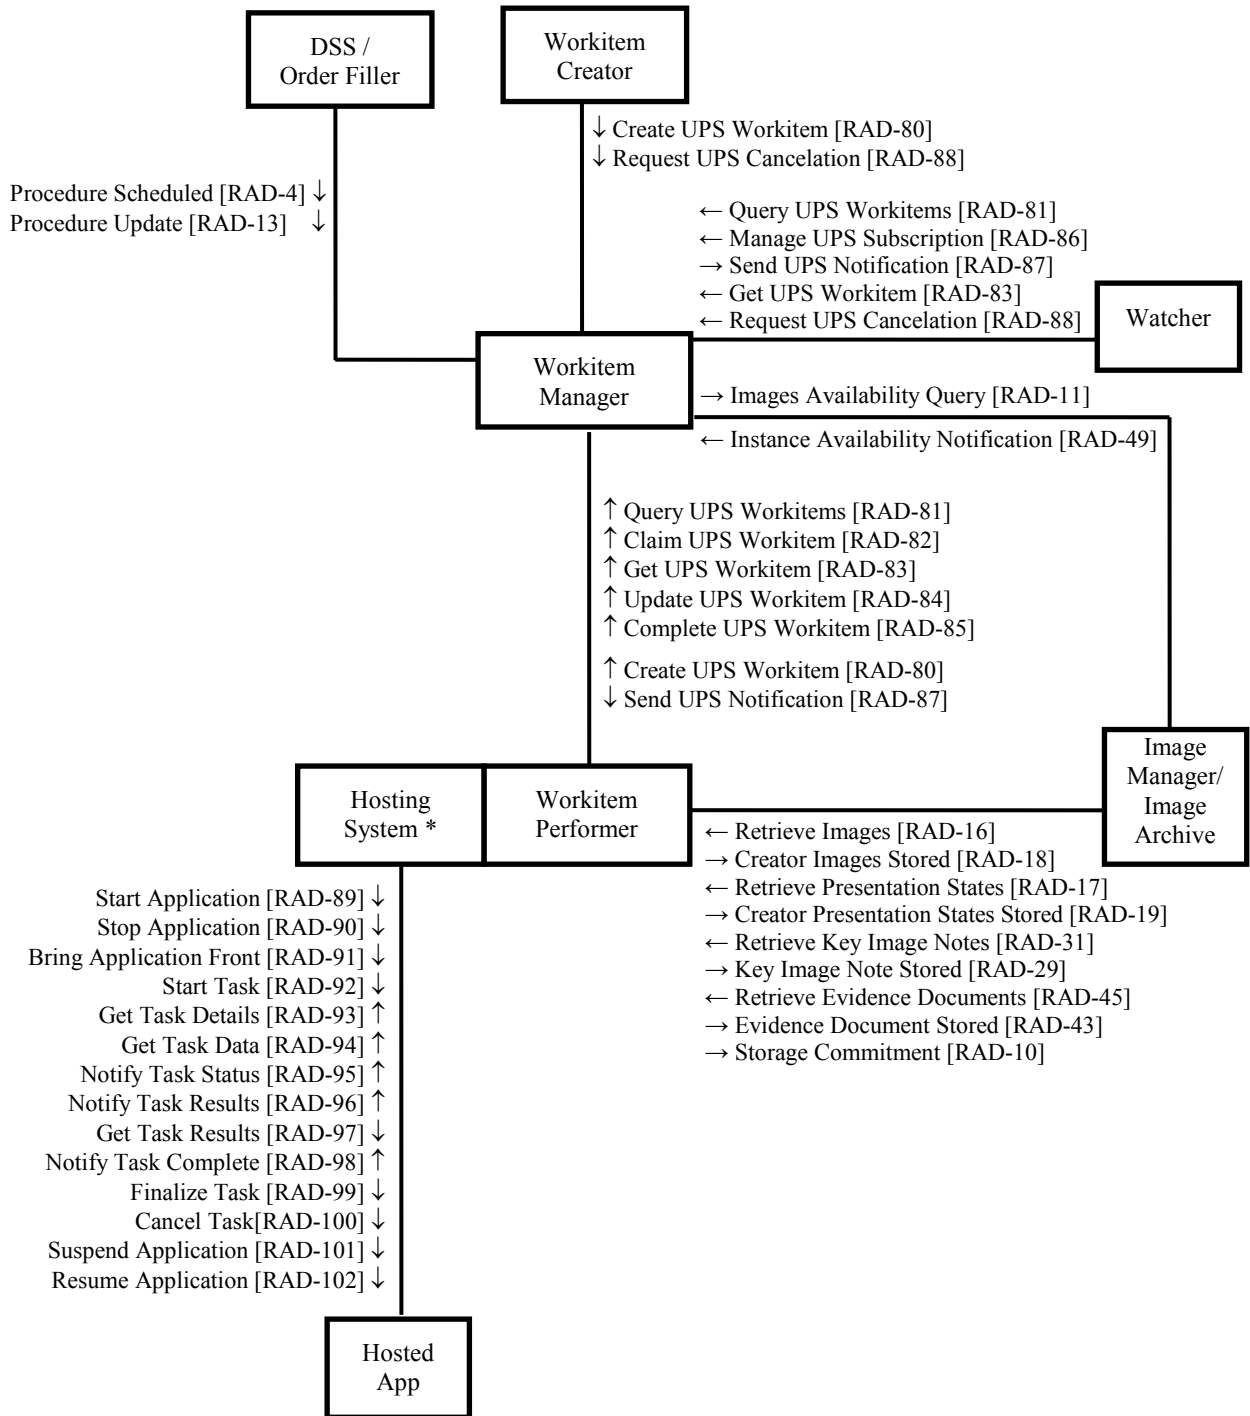 DSS /
Order Filler
Workitem
Creator
↓ Create UPS Workitem [RAD-80]
↓ Request UPS Cancelation [RAD-88]
Procedure Scheduled [RAD-4] ↓
Procedure Update [RAD-13] ↓
← Query UPS Workitems [RAD-81]
← Manage UPS Subscription [RAD-86]
→ Send UPS Notification [RAD-87]
← Get UPS Workitem [RAD-83]
← Request UPS Cancelation [RAD-88]
Watcher
Workitem
Manager
→ Images Availability Query [RAD-11]
← Instance Availability Notification [RAD-49]
↑ Query UPS Workitems [RAD-81]
↑ Claim UPS Workitem [RAD-82]
↑ Get UPS Workitem [RAD-83]
↑ Update UPS Workitem [RAD-84]
↑ Complete UPS Workitem [RAD-85]
↑ Create UPS Workitem [RAD-80]
↓ Send UPS Notification [RAD-87]
Image
Manager/
Image
Archive
Hosting
System *
Workitem
Performer
← Retrieve Images [RAD-16]
→ Creator Images Stored [RAD-18]
← Retrieve Presentation States [RAD-17]
→ Creator Presentation States Stored [RAD-19]
← Retrieve Key Image Notes [RAD-31]
→ Key Image Note Stored [RAD-29]
← Retrieve Evidence Documents [RAD-45]
→ Evidence Document Stored [RAD-43]
→ Storage Commitment [RAD-10]
Start Application [RAD-89] ↓
Stop Application [RAD-90] ↓
Bring Application Front [RAD-91] ↓
Start Task [RAD-92] ↓
Get Task Details [RAD-93] ↑
Get Task Data [RAD-94] ↑
Notify Task Status [RAD-95] ↑
Notify Task Results [RAD-96] ↑
Get Task Results [RAD-97] ↓
Notify Task Complete [RAD-98] ↑
Finalize Task [RAD-99] ↓
Cancel Task[RAD-100] ↓
Suspend Application [RAD-101] ↓
Resume Application [RAD-102] ↓
Hosted
App